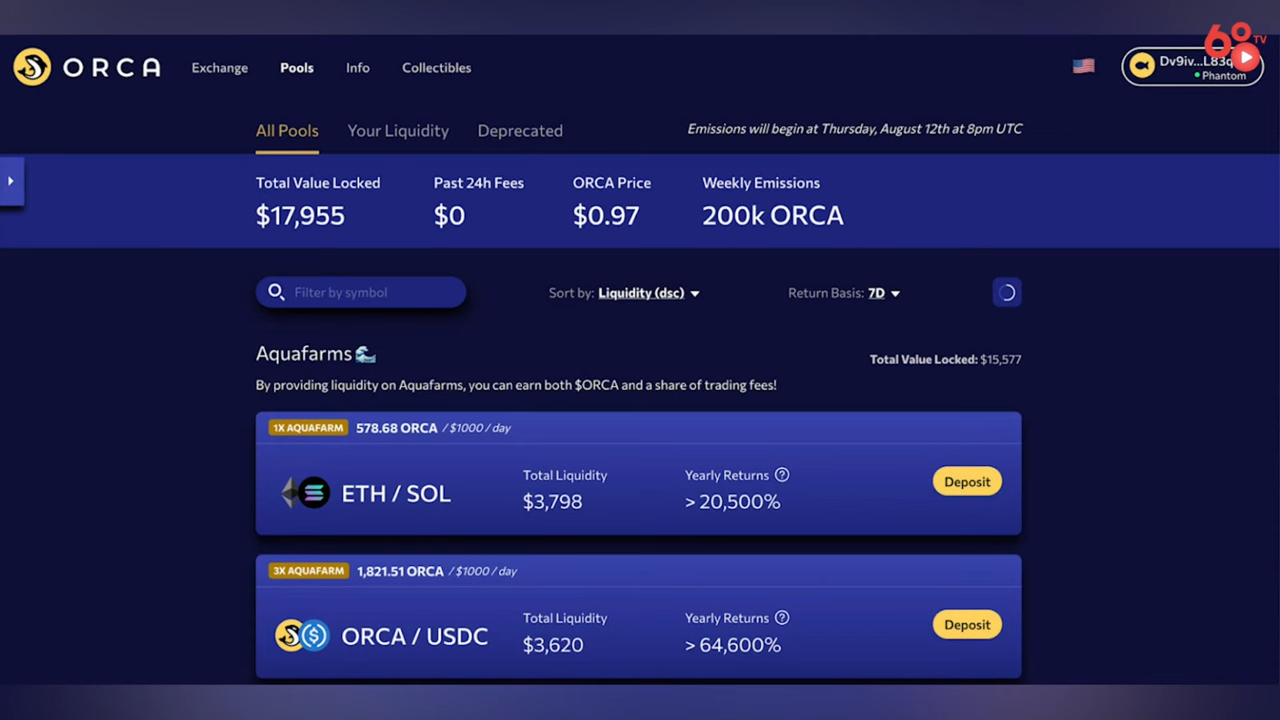 ORCA
Exchange
Pools
Info
Collectibles
6°TV
Dv9iv...L83q
Phantom
All Pools
Your Liquidity
Deprecated
Emissions will begin at Thursday, August 12th at 8pm UTC
Total Value Locked
$17,955
Past 24h Fees
$0
ORCA Price
$0.97
Weekly Emissions
200k ORCA
Filter by symbol
Sort by: Liquidity (dsc)
Return Basis: 7D
Aquafarms
Total Value Locked: $15,577
By providing liquidity on Aquafarms, you can earn both $ORCA and a share of trading fees!
1X AQUAFARM 578.68 ORCA / $1000 / day
ETH / SOL
Total Liquidity
$3,798
Yearly Returns ?
> 20,500%
Deposit
3X AQUAFARM 1,821.51 ORCA / $1000 / day
ORCA / USDC
Total Liquidity
$3,620
Yearly Returns ?
> 64,600%
Deposit